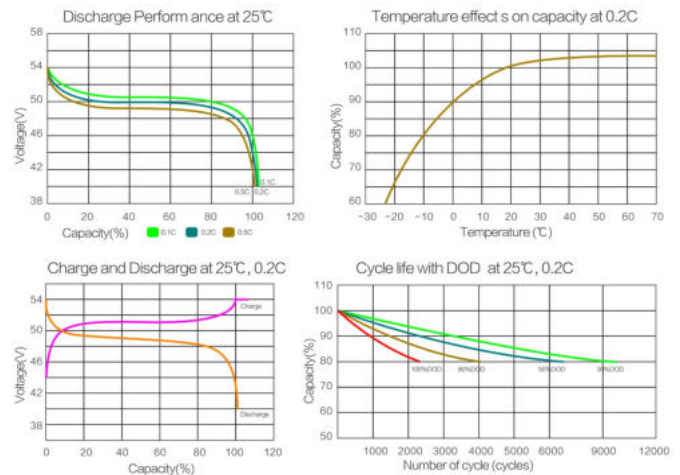 Discharge Perform ance at 25℃
58
54
50
46
42
38
Voltage(V)
0.1C
0.5C 0.2C
0 20 40 60 80 100 120
Capacity(%) 0.1C 0.2C 0.5C
Temperature effect s on capacity at 0.2C
110
100
90
80
70
60
Capacity(%)
-30 -20 -10 0 10 20 30 40 50 60 70
Temperature (℃)
Charge and Discharge at 25℃, 0.2C
54
50
46
42
38
Voltage(V)
Charge
Discharge
0 20 40 60 80 100 120
Capacity(%)
Cycle life with DOD at 25℃, 0.2C
110
100
90
80
70
60
50
Capacity(%)
100%DOD 80%DOD 50%DOD 30%DOD
1000 2000 4000 5000 6000 7000 9000 12000
Number of cycle (cycles)